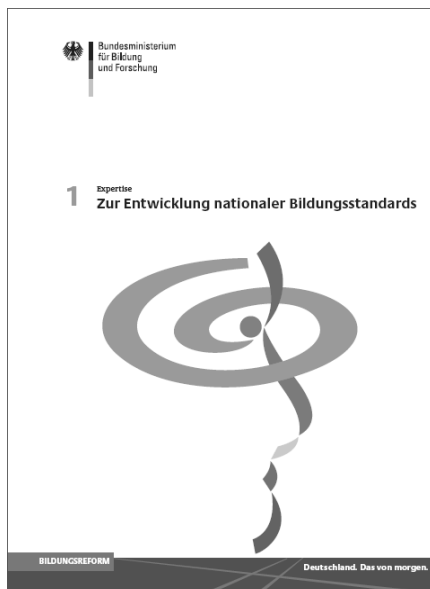 Bundesministerium
für Bildung
und Forschung
1
Expertise
Zur Entwicklung nationaler Bildungsstandards
BILDUNGSREFORM
Deutschland. Das von morgen.